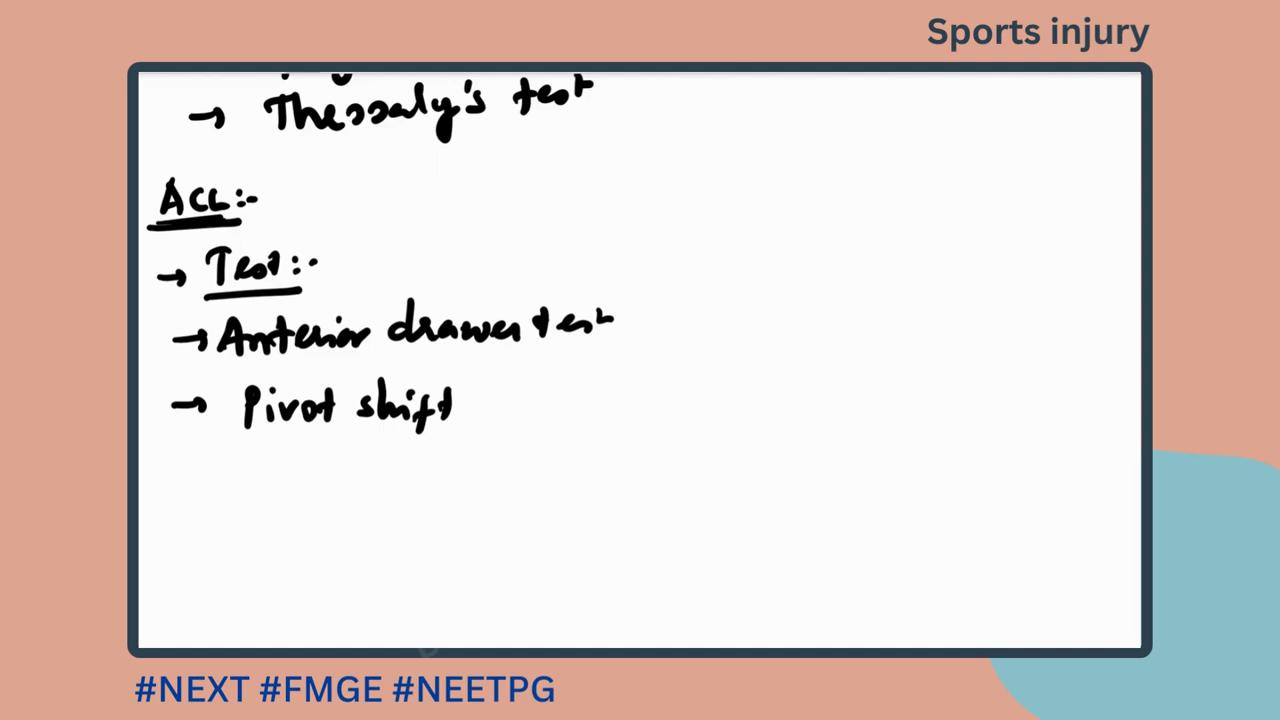 Sports injury
→ Thessaly's test
ACL:-
→ Test:-
→ Anterior drawer test
→ Pivot shift
#NEXT #FMGE #NEETPG